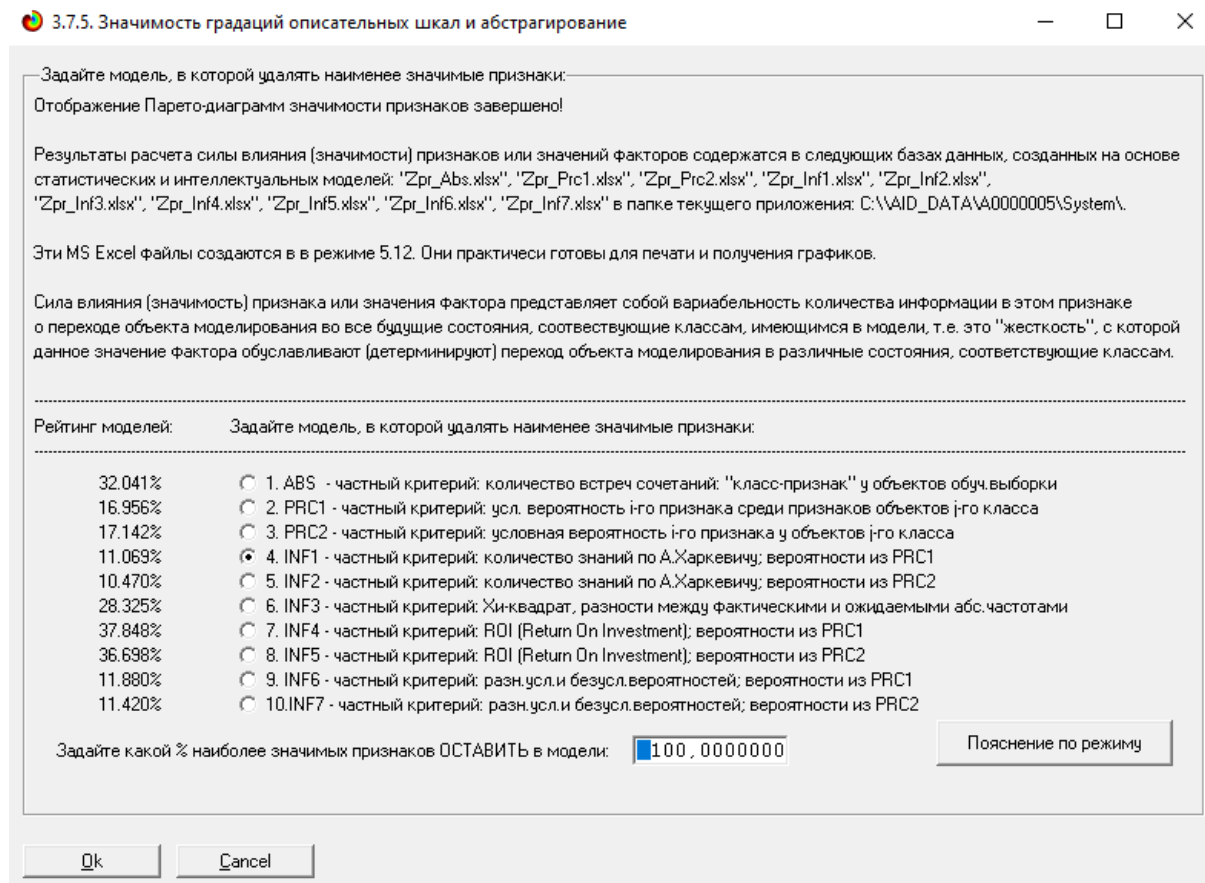 3.7.5. Значимость градаций описательных шкал и абстрагирование
Задайте модель, в которой удалять наименее значимые признаки:
Отображение Парето-диаграмм значимости признаков завершено!
Результаты расчета силы влияния (значимости) признаков или значений факторов содержатся в следующих базах данных, созданных на основе
статистических и интеллектуальных моделей: "Zpr_Abs.xlsx", "Zpr_Prc1.xlsx", "Zpr_Prc2.xlsx", "Zpr_Inf1.xlsx", "Zpr_Inf2.xlsx",
"Zpr_Inf3.xlsx", "Zpr_Inf4.xlsx", "Zpr_Inf5.xlsx", "Zpr_Inf6.xlsx", "Zpr_Inf7.xlsx" в папке текущего приложения: C:\\AID_DATA\A0000005\System\.
Эти MS Excel файлы создаются в в режиме 5.12. Они практичеси готовы для печати и получения графиков.
Сила влияния (значимость) признака или значения фактора представляет собой вариабельность количества информации в этом признаке
о переходе объекта моделирования во все будущие состояния, соотвествующие классам, имеющимся в модели, т.е. это "жесткость", с которой
данное значение фактора обуславливают (детерминируют) переход объекта моделирования в различные состояния, соответствующие классам.
Рейтинг моделей: Задайте модель, в которой удалять наименее значимые признаки:
32.041% 1. ABS - частный критерий: количество встреч сочетаний: "класс-признак" у объектов обуч.выборки
16.956% 2. PRC1 - частный критерий: усл. вероятность i-го признака среди признаков объектов j-го класса
17.142% 3. PRC2 - частный критерий: условная вероятность i-го признака у объектов j-го класса
11.069% 4. INF1 - частный критерий: количество знаний по А.Харкевичу; вероятности из PRC1
10.470% 5. INF2 - частный критерий: количество знаний по А.Харкевичу; вероятности из PRC2
28.325% 6. INF3 - частный критерий: Хи-квадрат, разности между фактическими и ожидаемыми абс.частотами
37.848% 7. INF4 - частный критерий: ROI (Return On Investment); вероятности из PRC1
36.698% 8. INF5 - частный критерий: ROI (Return On Investment); вероятности из PRC2
11.880% 9. INF6 - частный критерий: разн.усл.и безусл.вероятностей; вероятности из PRC1
11.420% 10.INF7 - частный критерий: разн.усл.и безусл.вероятностей; вероятности из PRC2
Задайте какой % наиболее значимых признаков ОСТАВИТЬ в модели: 100,0000000 Пояснение по режиму
Ok Cancel